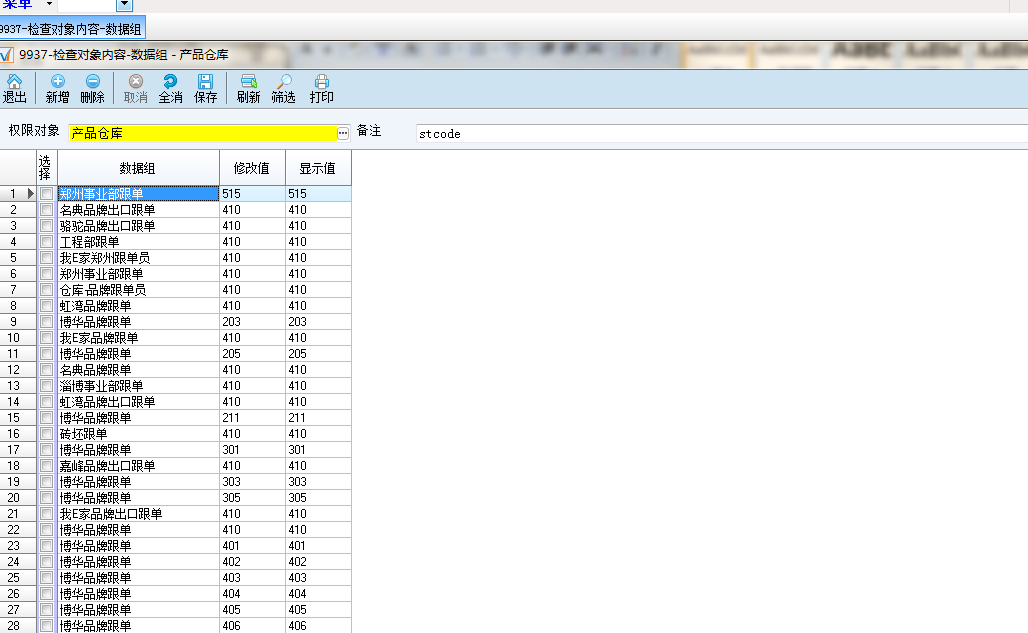 菜单
9937-检查对象内容-数据组
9937-检查对象内容-数据组 - 产品仓库
退出 新增 删除 取消 全消 保存 刷新 筛选 打印
权限对象 产品仓库 ... 备注 stcode
选择 数据组 修改值 显示值
1 郑州事业部跟单 515 515
2 名典品牌出口跟单 410 410
3 骆驼品牌出口跟单 410 410
4 工程部跟单 410 410
5 我E家郑州跟单员 410 410
6 郑州事业部跟单 410 410
7 仓库-品牌跟单员 410 410
8 虹湾品牌跟单 410 410
9 博华品牌跟单 203 203
10 我E家品牌跟单 410 410
11 博华品牌跟单 205 205
12 名典品牌跟单 410 410
13 淄博事业部跟单 410 410
14 虹湾品牌出口跟单 410 410
15 博华品牌跟单 211 211
16 砖坯跟单 410 410
17 博华品牌跟单 301 301
18 嘉峰品牌出口跟单 410 410
19 博华品牌跟单 303 303
20 博华品牌跟单 305 305
21 我E家品牌出口跟单 410 410
22 博华品牌跟单 410 410
23 博华品牌跟单 401 401
24 博华品牌跟单 402 402
25 博华品牌跟单 403 403
26 博华品牌跟单 404 404
27 博华品牌跟单 405 405
28 博华品牌跟单 406 406